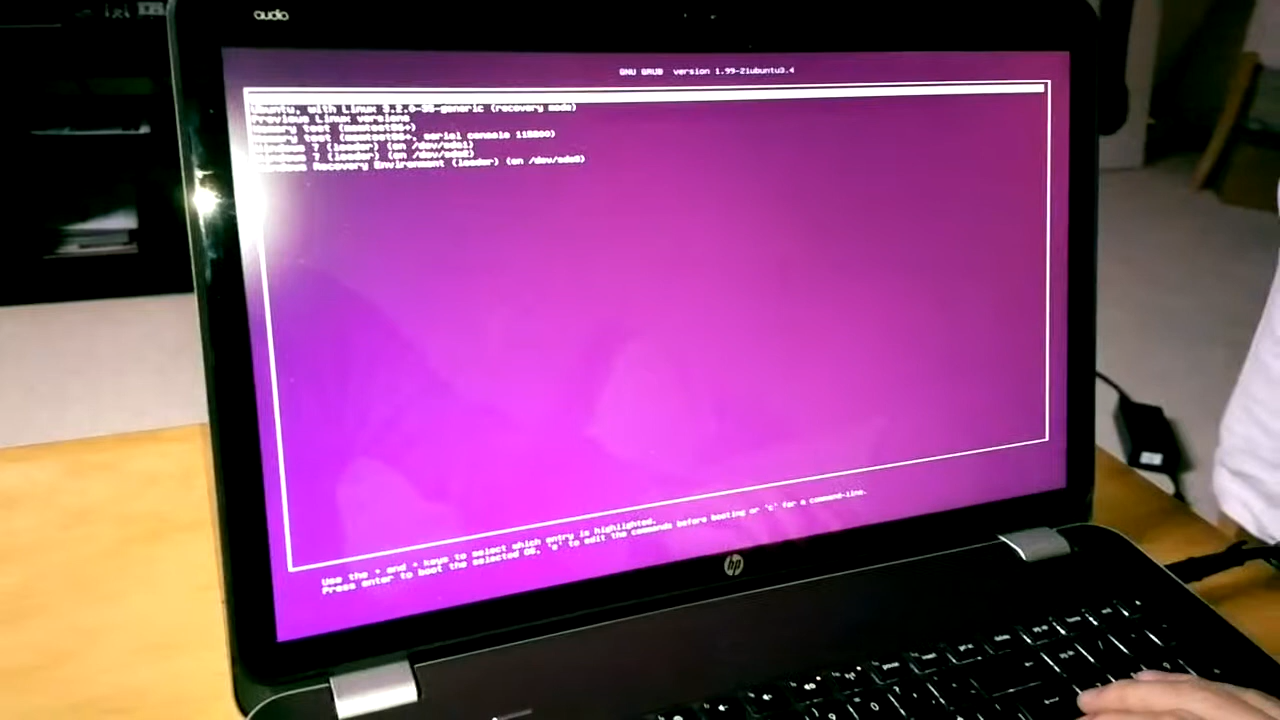 audio
GNU GRUB version 1.99-21ubuntu3.4
Ubuntu, with Linux 3.2.0-36-generic (recovery mode)
Previous Linux versions
Memory test (memtest86+)
Memory test (memtest86+, serial console 115200)
Windows 7 (loader) (on /dev/sda1)
Windows 7 (loader) (on /dev/sda2)
Windows Recovery Environment (loader) (on /dev/sda3)
Use the and keys to select which entry is highlighted.
Press enter to boot the selected OS, 'e' to edit the commands before booting or 'c' for a command-line.
hp